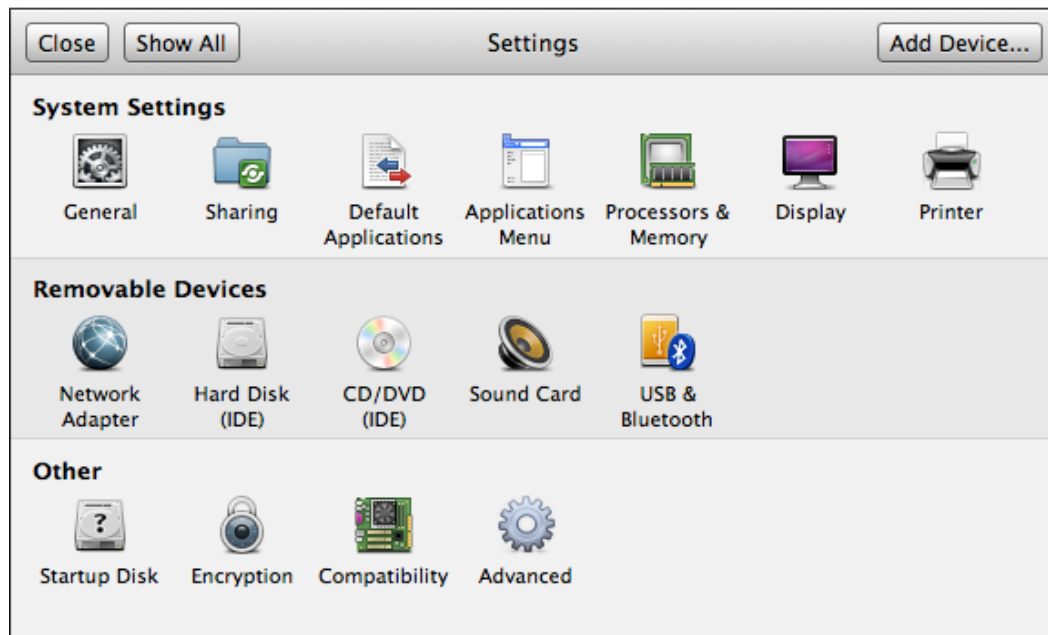 Close Show All Settings Add Device...
System Settings
General Sharing Default Applications Applications Menu Processors & Memory Display Printer
Removable Devices
Network Adapter Hard Disk (IDE) CD/DVD (IDE) Sound Card USB & Bluetooth
Other
Startup Disk Encryption Compatibility Advanced